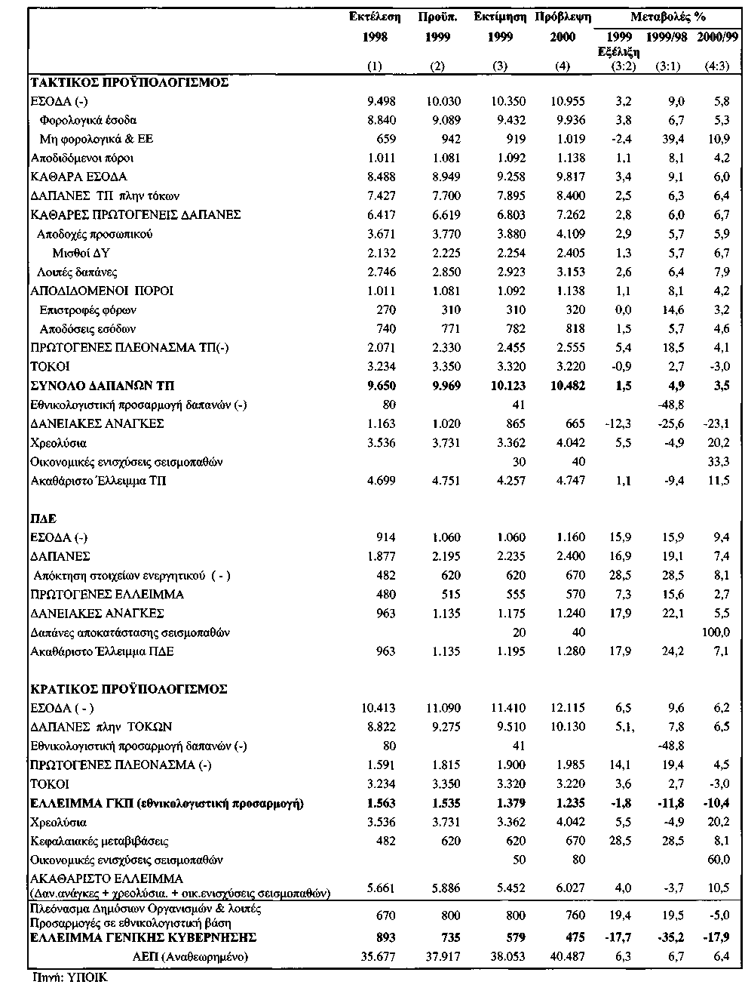 Εκτέλεση Προϋπ. Εκτίμηση Πρόβλεψη Μεταβολές %
1998 1999 1999 2000 1999 1999/98 2000/99
Εξέλιξη
(1) (2) (3) (4) (3:2) (3:1) (4:3)
ΤΑΚΤΙΚΟΣ ΠΡΟΫΠΟΛΟΓΙΣΜΟΣ
ΕΣΟΔΑ (-) 9.498 10.030 10.350 10.955 3,2 9,0 5,8
Φορολογικά έσοδα 8.840 9.089 9.432 9.936 3,8 6,7 5,3
Μη φορολογικά & ΕΕ 659 942 919 1.019 -2,4 39,4 10,9
Αποδιδόμενοι πόροι 1.011 1.081 1.092 1.138 1,1 8,1 4,2
ΚΑΘΑΡΑ ΕΣΟΔΑ 8.488 8.949 9.258 9.817 3,4 9,1 6,0
ΔΑΠΑΝΕΣ ΤΠ πλην τόκων 7.427 7.700 7.895 8.400 2,5 6,3 6,4
ΚΑΘΑΡΕΣ ΠΡΩΤΟΓΕΝΕΙΣ ΔΑΠΑΝΕΣ 6.417 6.619 6.803 7.262 2,8 6,0 6,7
Αποδοχές προσωπικού 3.671 3.770 3.880 4.109 2,9 5,7 5,9
Μισθοί ΔΥ 2.132 2.225 2.254 2.405 1,3 5,7 6,7
Λοιπές δαπάνες 2.746 2.850 2.923 3.153 2,6 6,4 7,9
ΑΠΟΔΙΔΟΜΕΝΟΙ ΠΟΡΟΙ 1.011 1.081 1.092 1.138 1,1 8,1 4,2
Επιστροφές φόρων 270 310 310 320 0,0 14,6 3,2
Αποδόσεις εσόδων 740 771 782 818 1,5 5,7 4,6
ΠΡΩΤΟΓΕΝΕΣ ΠΛΕΟΝΑΣΜΑ ΤΠ(-) 2.071 2.330 2.455 2.555 5,4 18,5 4,1
ΤΟΚΟΙ 3.234 3.350 3.320 3.220 -0,9 2,7 -3,0
ΣΥΝΟΛΟ ΔΑΠΑΝΩΝ ΤΠ 9.650 9.969 10.123 10.482 1,5 4,9 3,5
Εθνικολογιστική προσαρμογή δαπανών (-) 80 41 -48,8
ΔΑΝΕΙΑΚΕΣ ΑΝΑΓΚΕΣ 1.163 1.020 865 665 -12,3 -25,6 -23,1
Χρεολύσια 3.536 3.731 3.362 4.042 5,5 -4,9 20,2
Οικονομικές ενισχύσεις σεισμοπαθών 30 40 33,3
Ακαθάριστο Έλλειμμα ΤΠ 4.699 4.751 4.257 4.747 1,1 -9,4 11,5
ΠΔΕ
ΕΣΟΔΑ (-) 914 1.060 1.060 1.160 15,9 15,9 9,4
ΔΑΠΑΝΕΣ 1.877 2.195 2.235 2.400 16,9 19,1 7,4
Απόκτηση στοιχείων ενεργητικού ( - ) 482 620 620 670 28,5 28,5 8,1
ΠΡΩΤΟΓΕΝΕΣ ΕΛΛΕΙΜΜΑ 480 515 555 570 7,3 15,6 2,7
ΔΑΝΕΙΑΚΕΣ ΑΝΑΓΚΕΣ 963 1.135 1.175 1.240 17,9 22,1 5,5
Δαπάνες αποκατάστασης σεισμοπαθών 20 40 100,0
Ακαθάριστο Έλλειμμα ΠΔΕ 963 1.135 1.195 1.280 17,9 24,2 7,1
ΚΡΑΤΙΚΟΣ ΠΡΟΫΠΟΛΟΓΙΣΜΟΣ
ΕΣΟΔΑ ( - ) 10.413 11.090 11.410 12.115 6,5 9,6 6,2
ΔΑΠΑΝΕΣ πλην ΤΟΚΩΝ 8.822 9.275 9.510 10.130 5,1, 7,8 6,5
Εθνικολογιστική προσαρμογή δαπανών (-) 80 41 -48,8
ΠΡΩΤΟΓΕΝΕΣ ΠΛΕΟΝΑΣΜΑ (-) 1.591 1.815 1.900 1.985 14,1 19,4 4,5
ΤΟΚΟΙ 3.234 3.350 3.320 3.220 3,6 2,7 -3,0
ΕΛΛΕΙΜΜΑ ΓΚΠ (εθνικολογιστική προσαρμογή) 1.563 1.535 1.379 1.235 -1,8 -11,8 -10,4
Χρεολύσια 3.536 3.731 3.362 4.042 5,5 -4,9 20,2
Κεφαλαιακές μεταβιβάσεις 482 620 620 670 28,5 28,5 8,1
Οικονομικές ενισχύσεις σεισμοπαθών 50 80 60,0
ΑΚΑΘΑΡΙΣΤΟ ΕΛΛΕΙΜΜΑ
(Δαν.ανάγκες + χρεολύσια. + οικ.ενισχύσεις σεισμοπαθών) 5.661 5.886 5.452 6.027 4,0 -3,7 10,5
Πλεόνασμα Δημόσιων Οργανισμών & λοιπές
Προσαρμογές σε εθνικολογιστική βάση 670 800 800 760 19,4 19,5 -5,0
ΕΛΛΕΙΜΜΑ ΓΕΝΙΚΗΣ ΚΥΒΕΡΝΗΣΗΣ 893 735 579 475 -17,7 -35,2 -17,9
ΑΕΠ (Αναθεωρημένο) 35.677 37.917 38.053 40.487 6,3 6,7 6,4
Πηγή: ΥΠΟΙΚ